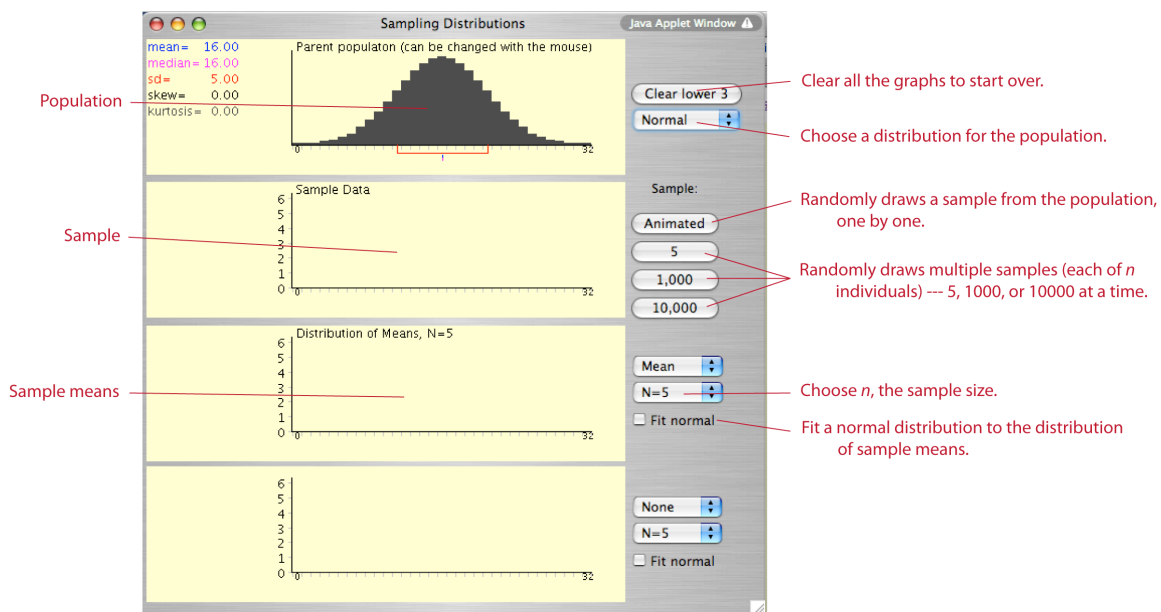 Sampling Distributions
Java Applet Window
mean= 16.00
median= 16.00
sd= 5.00
skew= 0.00
kurtosis= 0.00
Parent populaton (can be changed with the mouse)
0 32
Population
Clear lower 3
Normal
Clear all the graphs to start over.
Choose a distribution for the population.
Sample Data
6
5
4
3
2
1
0
0 32
Sample
Sample:
Animated
5
1,000
10,000
Randomly draws a sample from the population,
one by one.
Randomly draws multiple samples (each of n
individuals) --- 5, 1000, or 10000 at a time.
Distribution of Means, N=5
6
5
4
3
2
1
0
0 32
Sample means
Mean
N=5
Fit normal
Choose n, the sample size.
Fit a normal distribution to the distribution
of sample means.
6
5
4
3
2
1
0
0 32
None
N=5
Fit normal